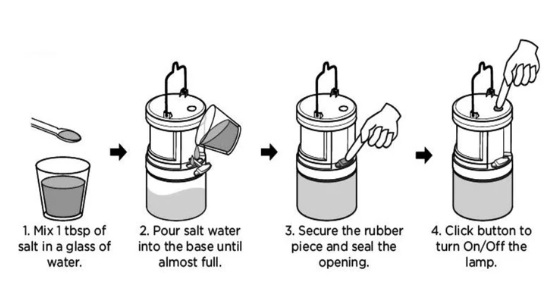 1. Mix 1 tbsp of
salt in a glass of
water.
2. Pour salt water
into the base until
almost full.
3. Secure the rubber
piece and seal the
opening.
4. Click button to
turn On/Off the
lamp.